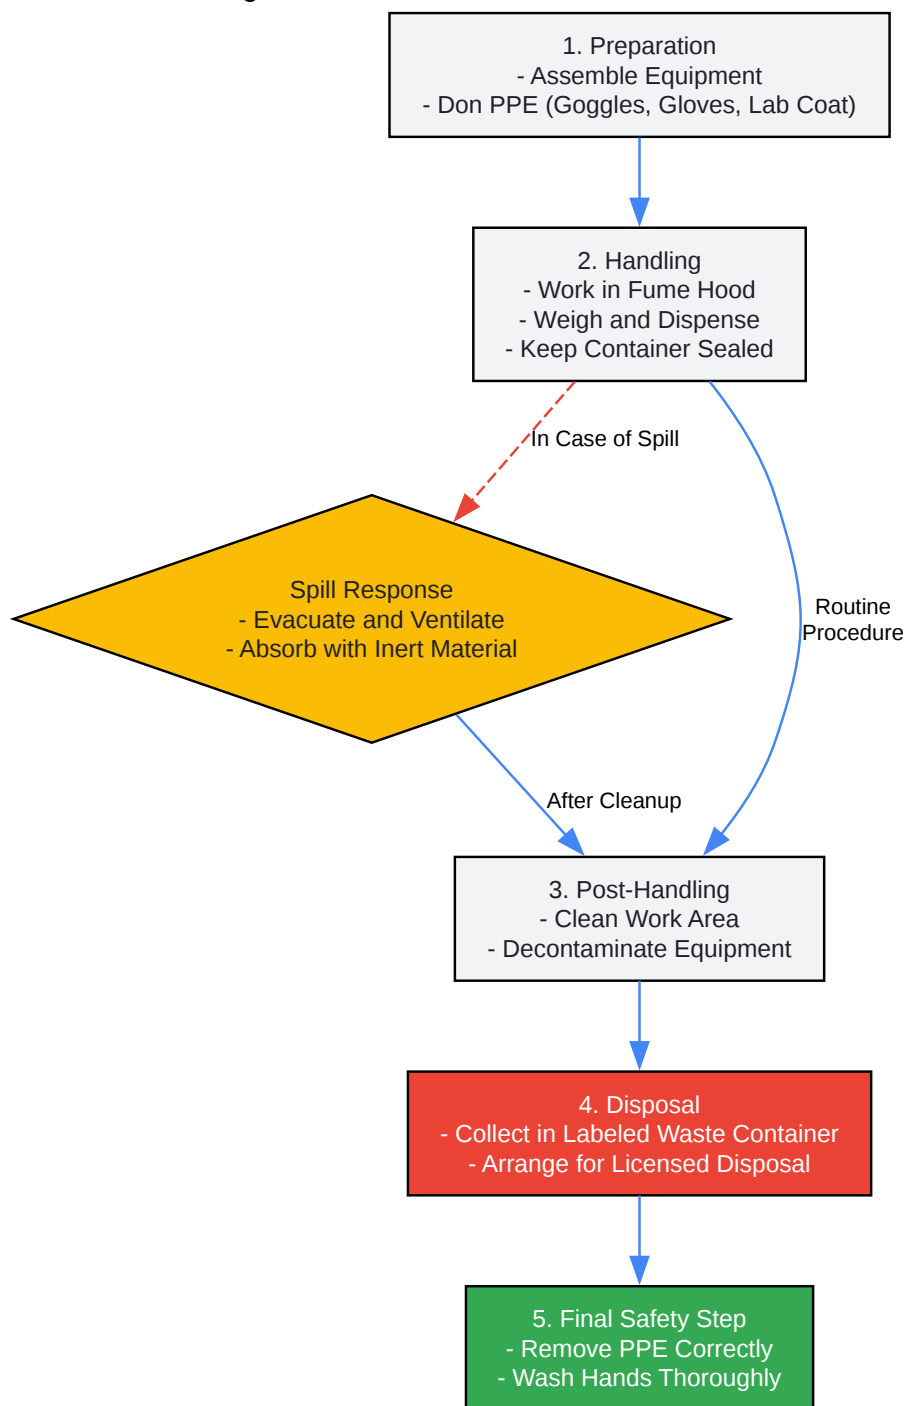 1. Preparation
- Assemble Equipment
- Don PPE (Goggles, Gloves, Lab Coat)
2. Handling
- Work in Fume Hood
- Weigh and Dispense
- Keep Container Sealed
In Case of Spill
Spill Response
- Evacuate and Ventilate
- Absorb with Inert Material
Routine
Procedure
After Cleanup
3. Post-Handling
- Clean Work Area
- Decontaminate Equipment
4. Disposal
- Collect in Labeled Waste Container
- Arrange for Licensed Disposal
5. Final Safety Step
- Remove PPE Correctly
- Wash Hands Thoroughly